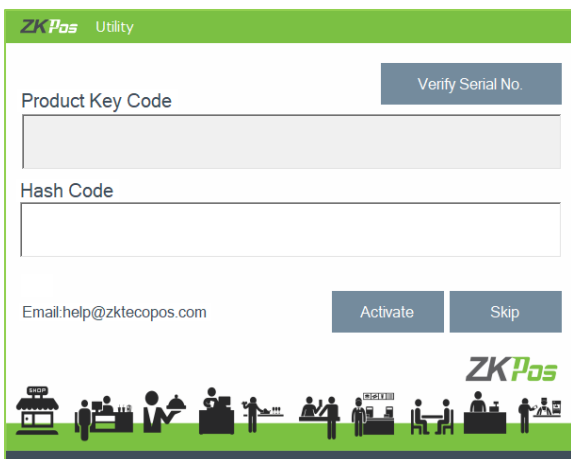 ZKPos Utility
Verify Serial No.
Product Key Code
Hash Code
Email:help@zktecopos.com
Activate
Skip
ZKPos
SHOP